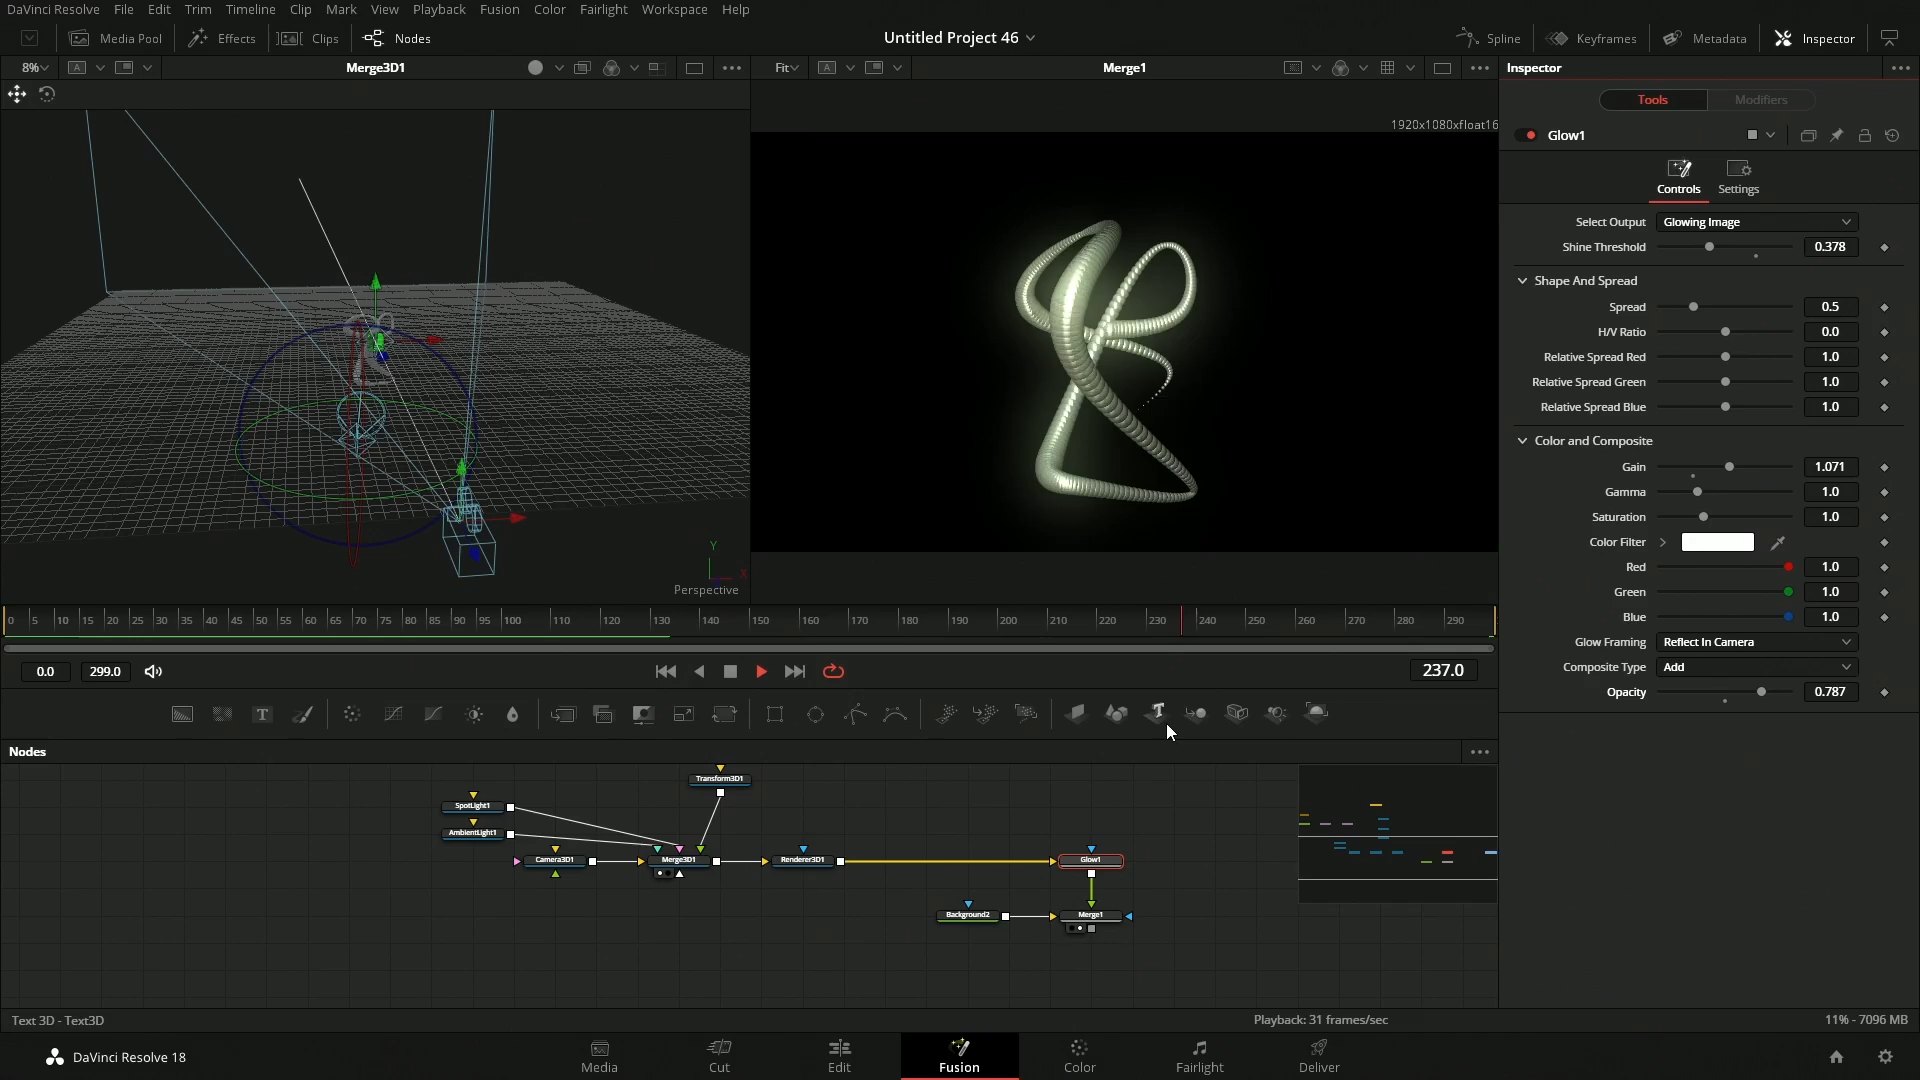 DaVinci Resolve File Edit Trim Timeline Clip Mark View Playback Fusion Color Fairlight Workspace Help
Media Pool Effects Clips Nodes Untitled Project 46 Spline Keyframes Metadata Inspector
8% A Merge3D1 Fit A Merge1 Inspector
Tools Modifiers
1920x1080xfloat16
Glow1
Controls Settings
Select Output Glowing Image
Shine Threshold 0.378
Shape And Spread
Spread 0.5
H/V Ratio 0.0
Relative Spread Red 1.0
Relative Spread Green 1.0
Relative Spread Blue 1.0
Color and Composite
Gain 1.071
Gamma 1.0
Saturation 1.0
Color Filter
Red 1.0
Green 1.0
Blue 1.0
Glow Framing Reflect In Camera
Composite Type Add
Opacity 0.787
Y
X
Perspective
0 5 10 15 20 25 30 35 40 45 50 55 60 65 70 75 80 85 90 95 100 110 120 130 140 150 160 170 180 190 200 210 220 230 240 250 260 270 280 290
0.0 299.0 237.0
T T
Nodes
Transform3D1
SpotLight1
AmbientLight1
Camera3D1 Merge3D1 Renderer3D1 Glow1
Background2 Merge1
Text 3D - Text3D Playback: 31 frames/sec 11% - 7096 MB
DaVinci Resolve 18 Media Cut Edit Fusion Color Fairlight Deliver